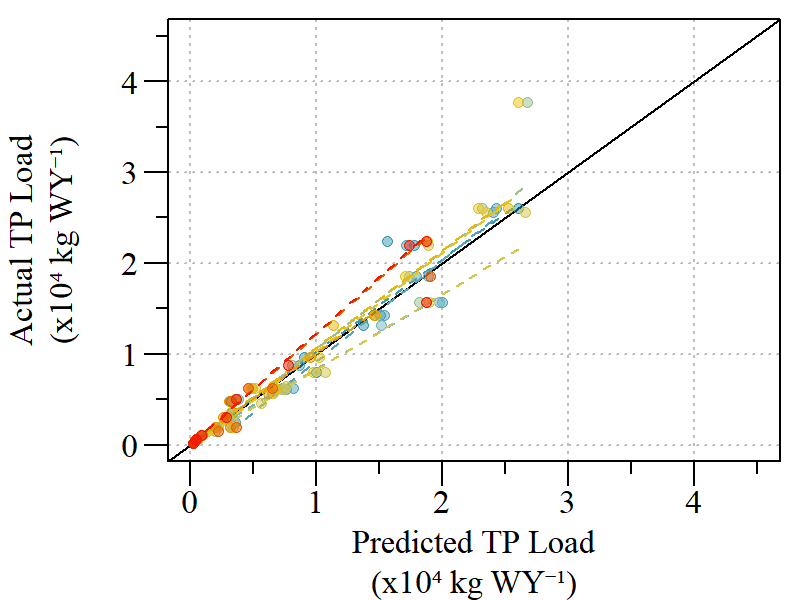 Actual TP Load
(x10⁴ kg WY⁻¹)
4
3
2
1
0
0 1 2 3 4
Predicted TP Load
(x10⁴ kg WY⁻¹)